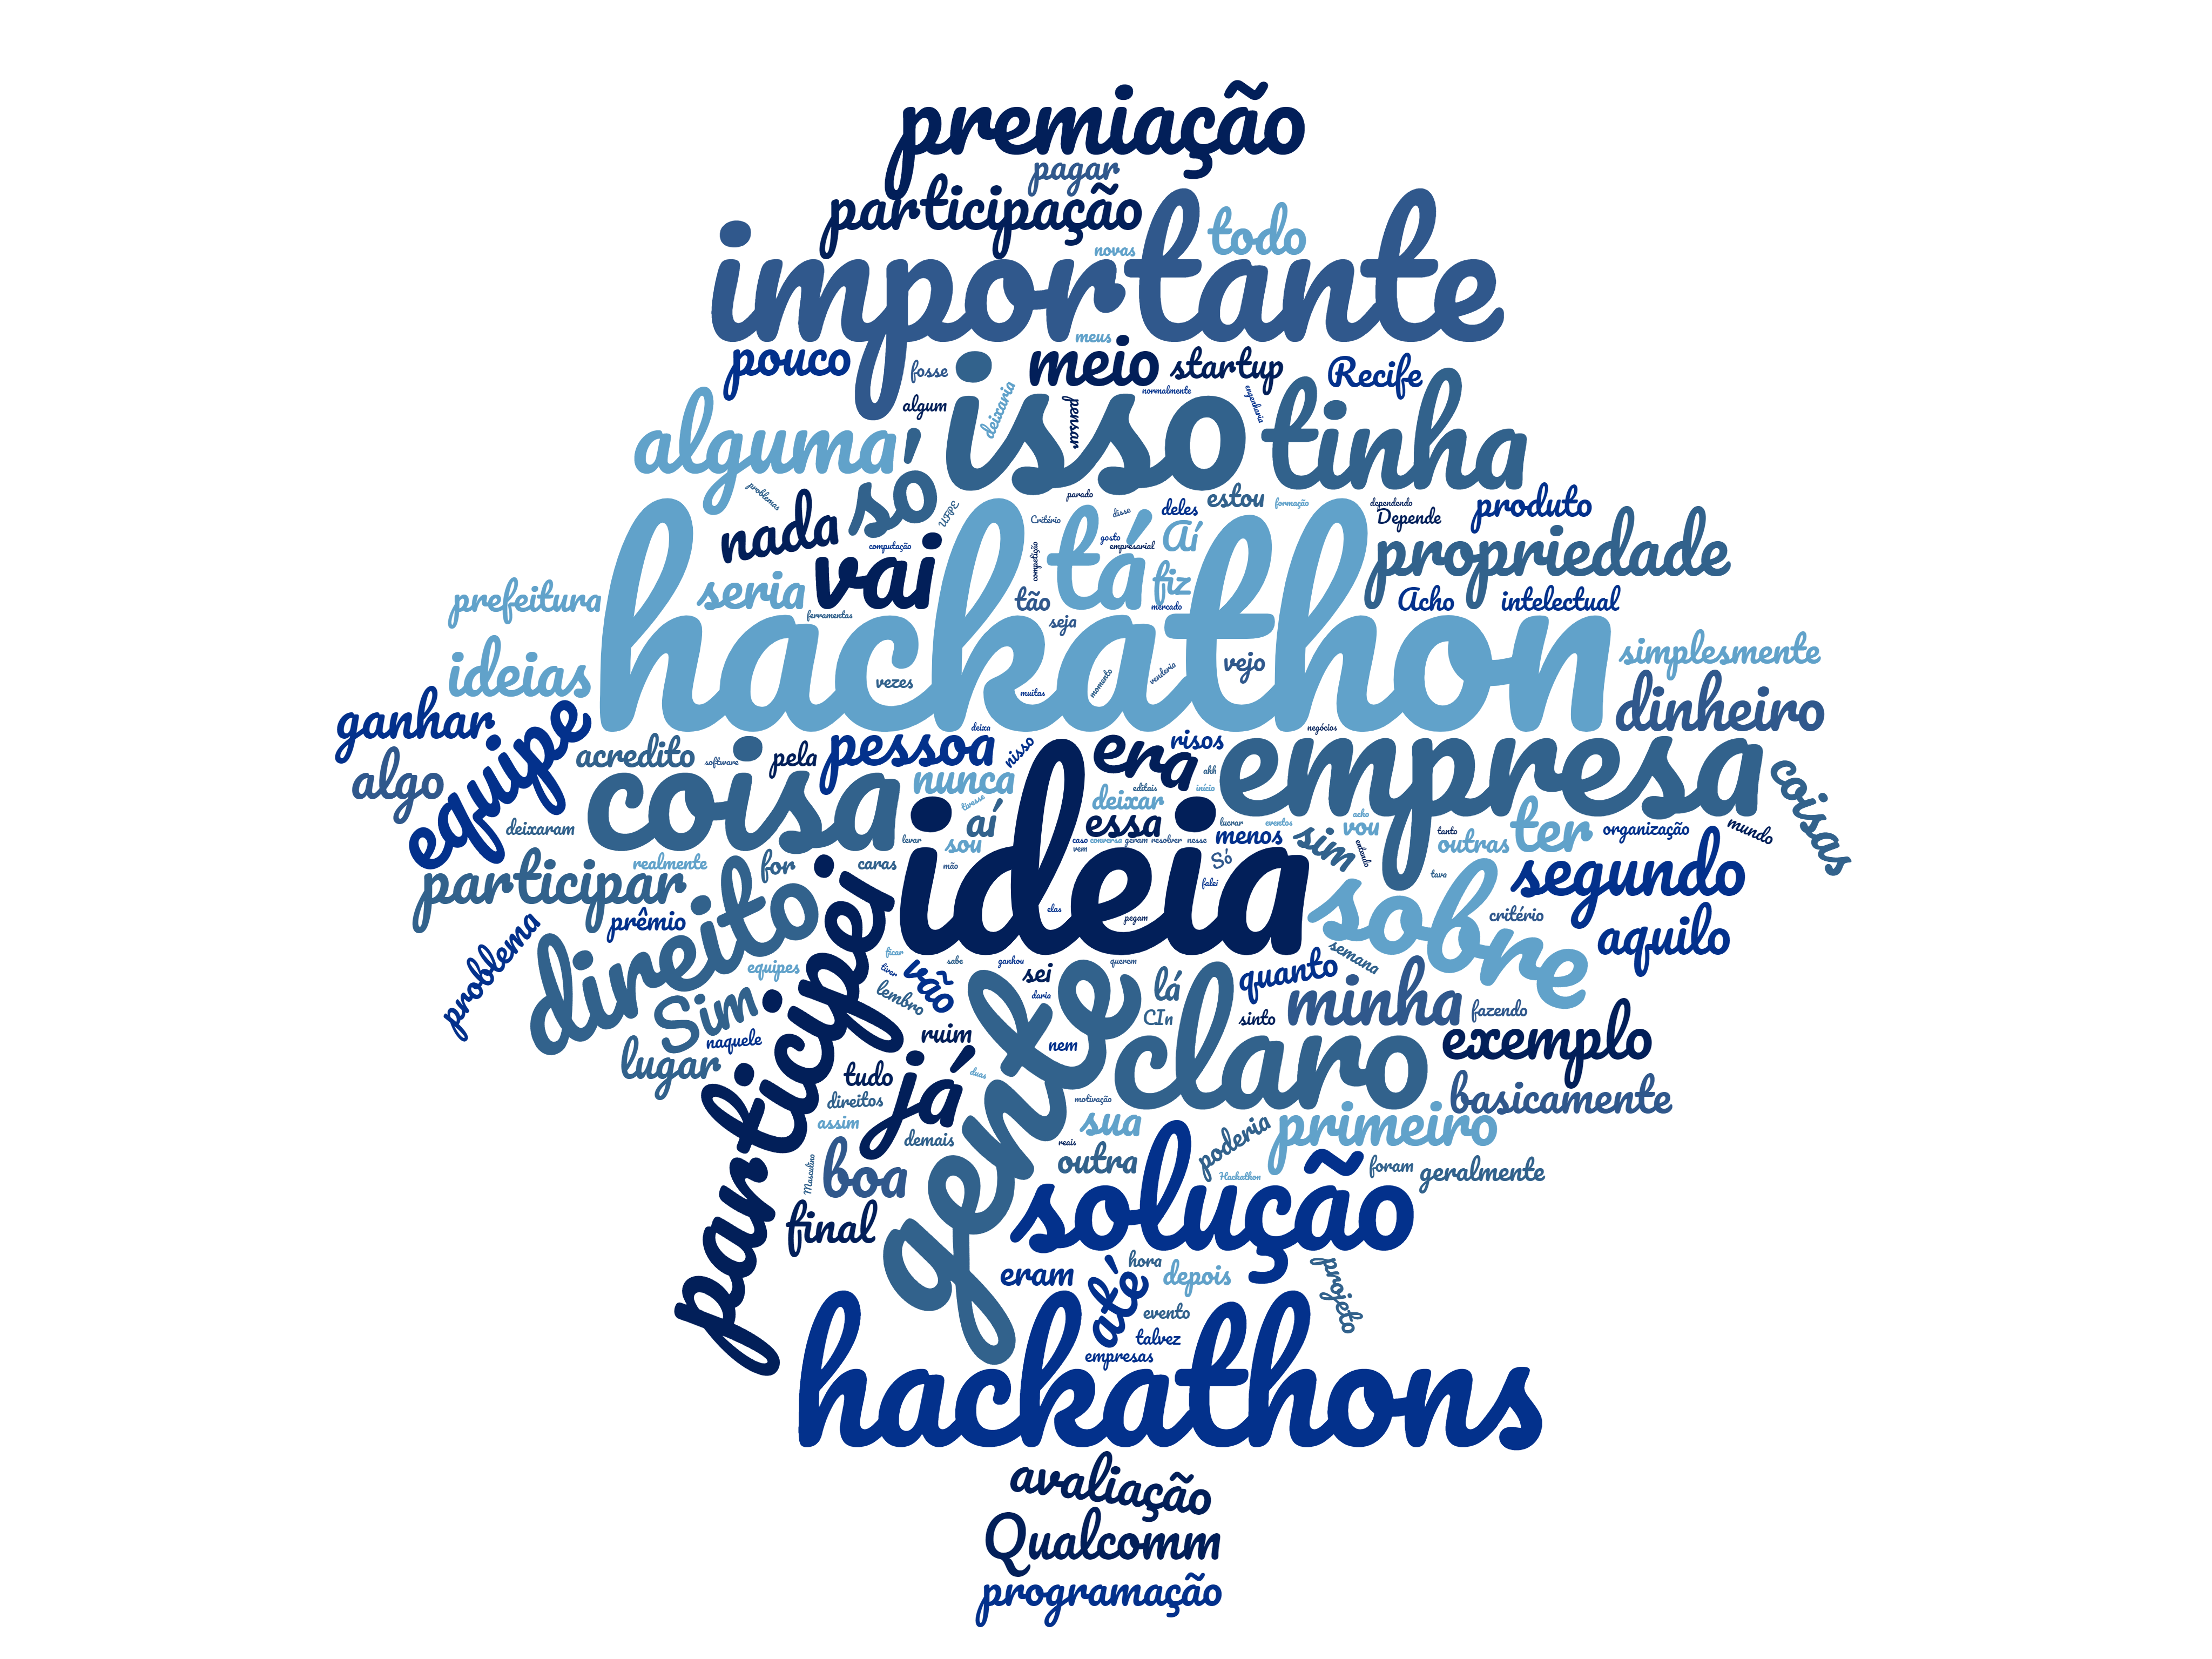 premiação
pagar
participação
todo
novas
importante
meus
pouco
fosse
isso
meio
startup
Recife
normalmente
algum
deixaria
pensar
engenharia
tinha
alguma
só
problemas
nada
UFPE
parado
disse
deles
estou
formação
dependendo
Depende
produto
Critério
hackathon
computação
vai
competição
tá
gosto
empresarial
Aí
propriedade
prefeitura
seria
ferramentas
tão
fiz
mercado
seja
Acho
intelectual
ideias
vezes
muitas
momento
venderia
vejo
simplesmente
ganhar
equipe
dinheiro
algo
acredito
software
pela
pessoa
deixo
nisso
era
risos
negócios
empresa
coisas
coisa
nunca
tivesse
ahh
editais
início
deixar
deixaram
aí
essa
lucrar
eventos
menos
sim
acho
vou
tanto
outras
ter
organização
mundo
levar
sou
ideia
caso conversa geram resolver nesse
vem
entendo
participar
realmente
for
caras
mão
Só
falei
tava
segundo
prêmio
direito
participei
elas
pegam
sobre
critério
aquilo
problema
equipes
ficar
tiver
vão
sabe
ganhou
sei
querem
quanto
semana
lembro
daria
lá
minha
fazendo
Sim
naquele
lugar
ruim
gente
nem
CIn
sinto
claro
exemplo
tudo
já
duas
direitos
assim
demais
motivação
sua
reais
outra
poderia
primeiro
basicamente
Masculino
boa
Hackathon
foram
geralmente
final
solução
eram
até
hora
depois
projeto
evento
talvez
empresas
hackathons
avaliação
Qualcomm
programação